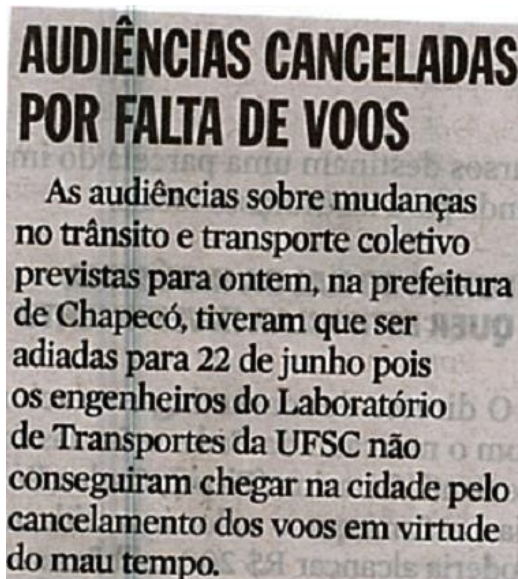 AUDIÊNCIAS CANCELADAS
POR FALTA DE VOOS
As audiências sobre mudanças
no trânsito e transporte coletivo
previstas para ontem, na prefeitura
de Chapecó, tiveram que ser
adiadas para 22 de junho pois
os engenheiros do Laboratório
de Transportes da UFSC não
conseguiram chegar na cidade pelo
cancelamento dos voos em virtude
do mau tempo.